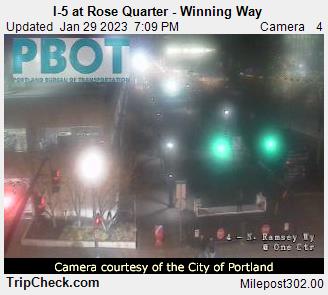 I-5 at Rose Quarter - Winning Way
Updated Jan 29 2023 7:09 PM Camera 4
PBOT
PORTLAND BUREAU OF TRANSPORTATION
4 - N. Ramsey Wy
@ One Ctr
Camera courtesy of the City of Portland
TripCheck.com Milepost302.00